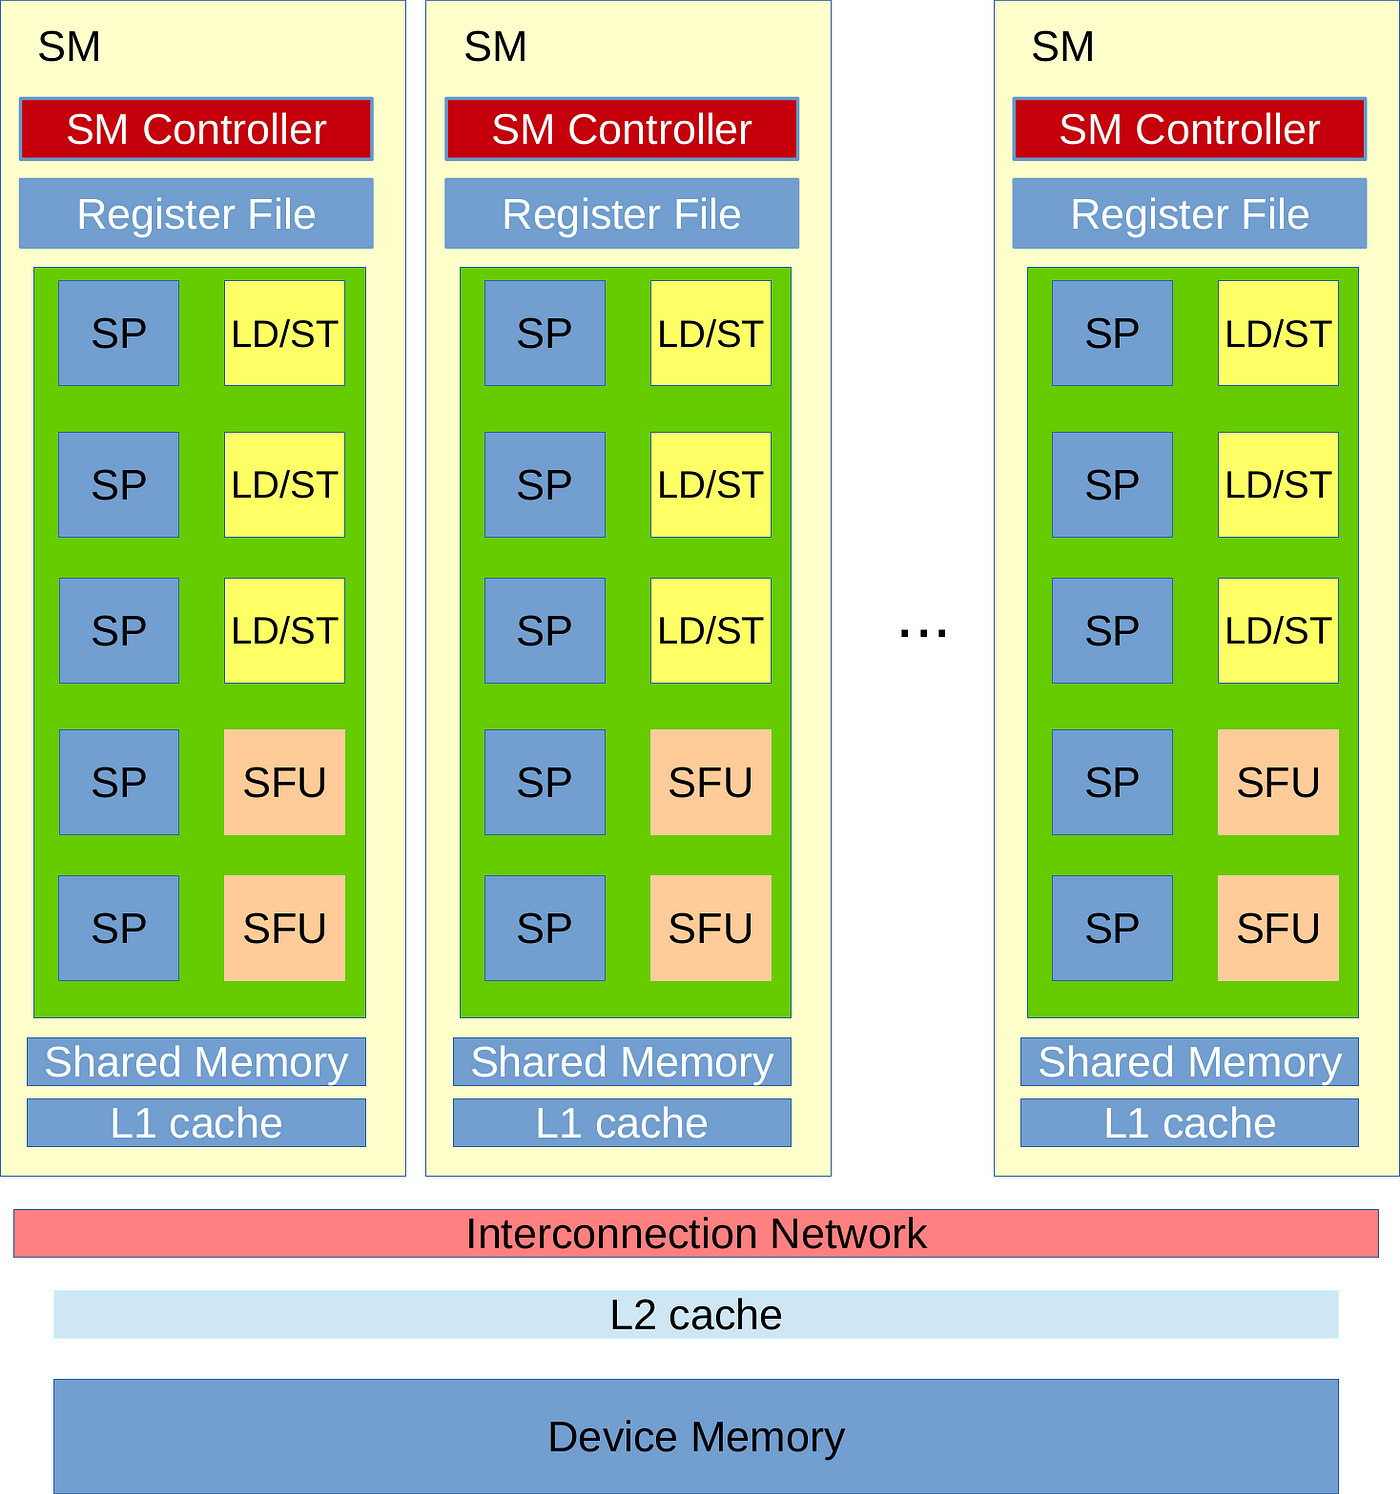 SM
SM Controller
Register File
SP LD/ST
SP LD/ST
SP LD/ST
SP SFU
SP SFU
Shared Memory
L1 cache
SM
SM Controller
Register File
SP LD/ST
SP LD/ST
SP LD/ST
SP SFU
SP SFU
Shared Memory
L1 cache
...
SM
SM Controller
Register File
SP LD/ST
SP LD/ST
SP LD/ST
SP SFU
SP SFU
Shared Memory
L1 cache
Interconnection Network
L2 cache
Device Memory